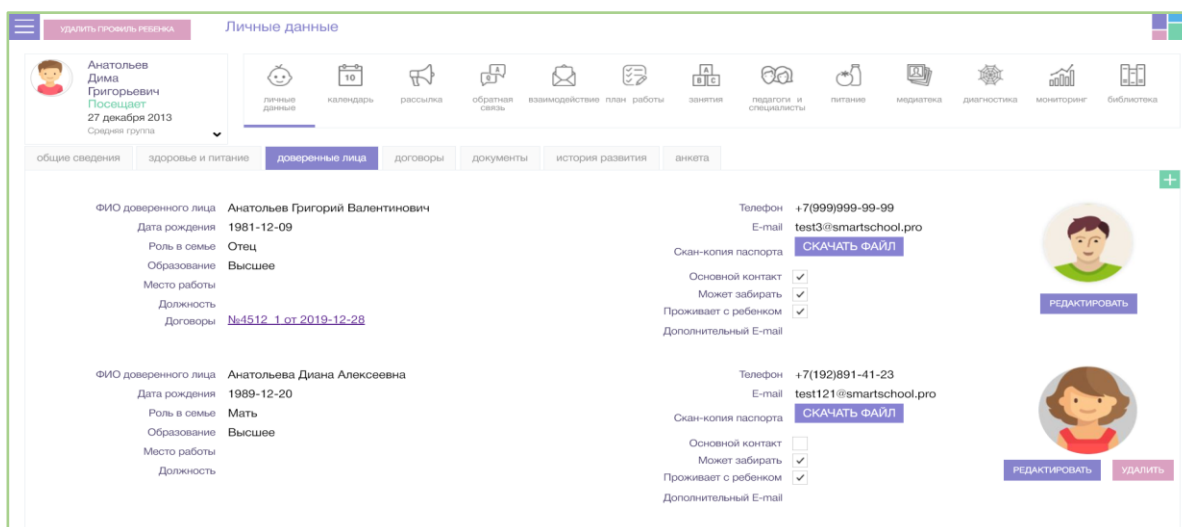 УДАЛИТЬ ПРОФИЛЬ РЕБЕНКА
Личные данные
Анатольев
Дима
Григорьевич
Посещает
27 декабря 2013
Средняя группа
личные
данные
календарь
10
рассылка
обратная
связь
взаимодействие
план работы
занятия
A
B C
педагоги и
специалисты
питание
медиатека
диагностика
мониторинг
библиотека
общие сведения
здоровье и питание
доверенные лица
договоры
документы
история развития
анкета
ФИО доверенного лица Анатольев Григорий Валентинович
Дата рождения 1981-12-09
Роль в семье Отец
Образование Высшее
Место работы
Должность
Договоры №4512_1 от 2019-12-28
Телефон +7(999)999-99-99
E-mail test3@smartschool.pro
Скан-копия паспорта СКАЧАТЬ ФАЙЛ
Основной контакт
Может забирать
Проживает с ребенком
Дополнительный E-mail
РЕДАКТИРОВАТЬ
ФИО доверенного лица Анатольева Диана Алексеевна
Дата рождения 1989-12-20
Роль в семье Мать
Образование Высшее
Место работы
Должность
Телефон +7(192)891-41-23
E-mail test121@smartschool.pro
Скан-копия паспорта СКАЧАТЬ ФАЙЛ
Основной контакт
Может забирать
Проживает с ребенком
Дополнительный E-mail
РЕДАКТИРОВАТЬ
УДАЛИТЬ